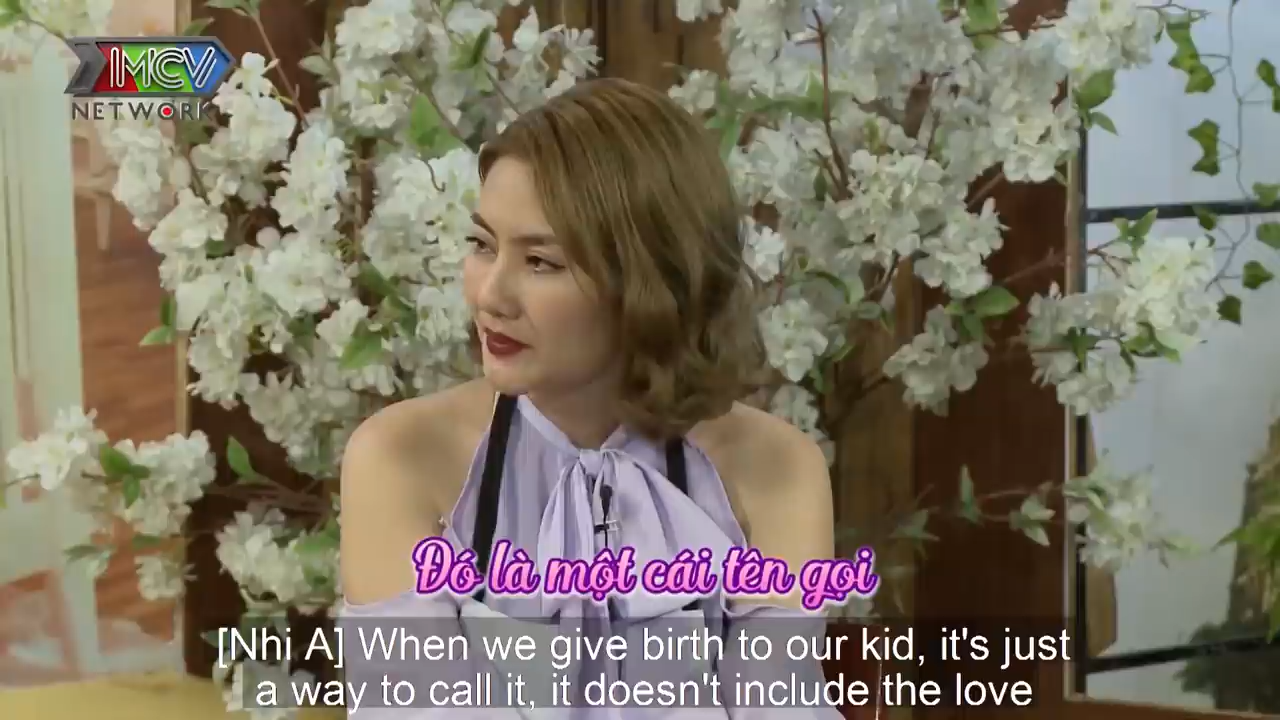 MCV
NETWORK
Đó là một cái tên gọi
[Nhi A] When we give birth to our kid, it's just
a way to call it, it doesn't include the love